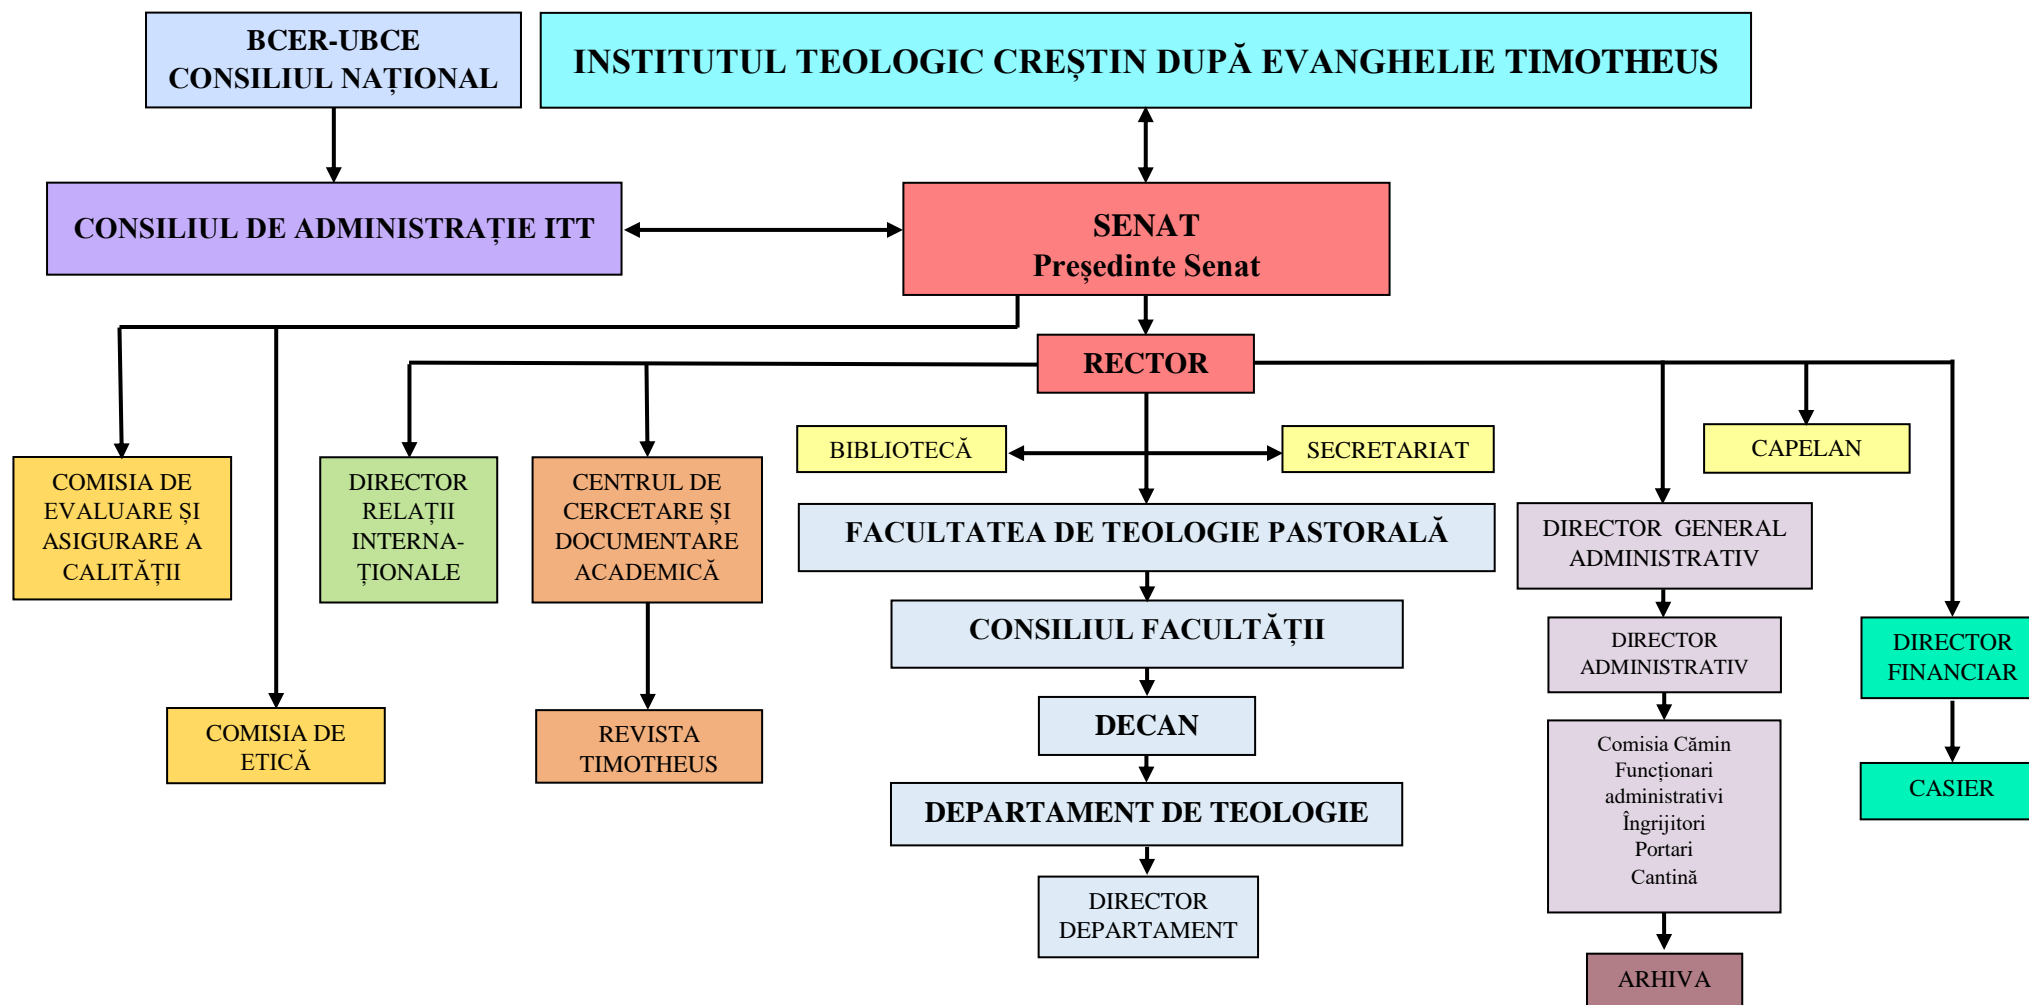 BCER-UBCE
CONSILIUL NAȚIONAL
INSTITUTUL TEOLOGIC CREȘTIN DUPĂ EVANGHELIE TIMOTHEUS
CONSILIUL DE ADMINISTRAȚIE ITT
SENAT
Președinte Senat
RECTOR
BIBLIOTECĂ
SECRETARIAT
CAPELAN
COMISIA DE
EVALUARE ȘI
ASIGURARE A
CALITĂȚII
DIRECTOR
RELAȚII
INTERNA-
ȚIONALE
CENTRUL DE
CERCETARE ȘI
DOCUMENTARE
ACADEMICĂ
FACULTATEA DE TEOLOGIE PASTORALĂ
DIRECTOR  GENERAL
ADMINISTRATIV
CONSILIUL FACULTĂȚII
DIRECTOR
ADMINISTRATIV
DIRECTOR
FINANCIAR
COMISIA DE
ETICĂ
REVISTA
TIMOTHEUS
DECAN
Comisia Cămin
Funcționari
administrativi
Îngrijitori
Portari
Cantină
CASIER
DEPARTAMENT DE TEOLOGIE
DIRECTOR
DEPARTAMENT
ARHIVA